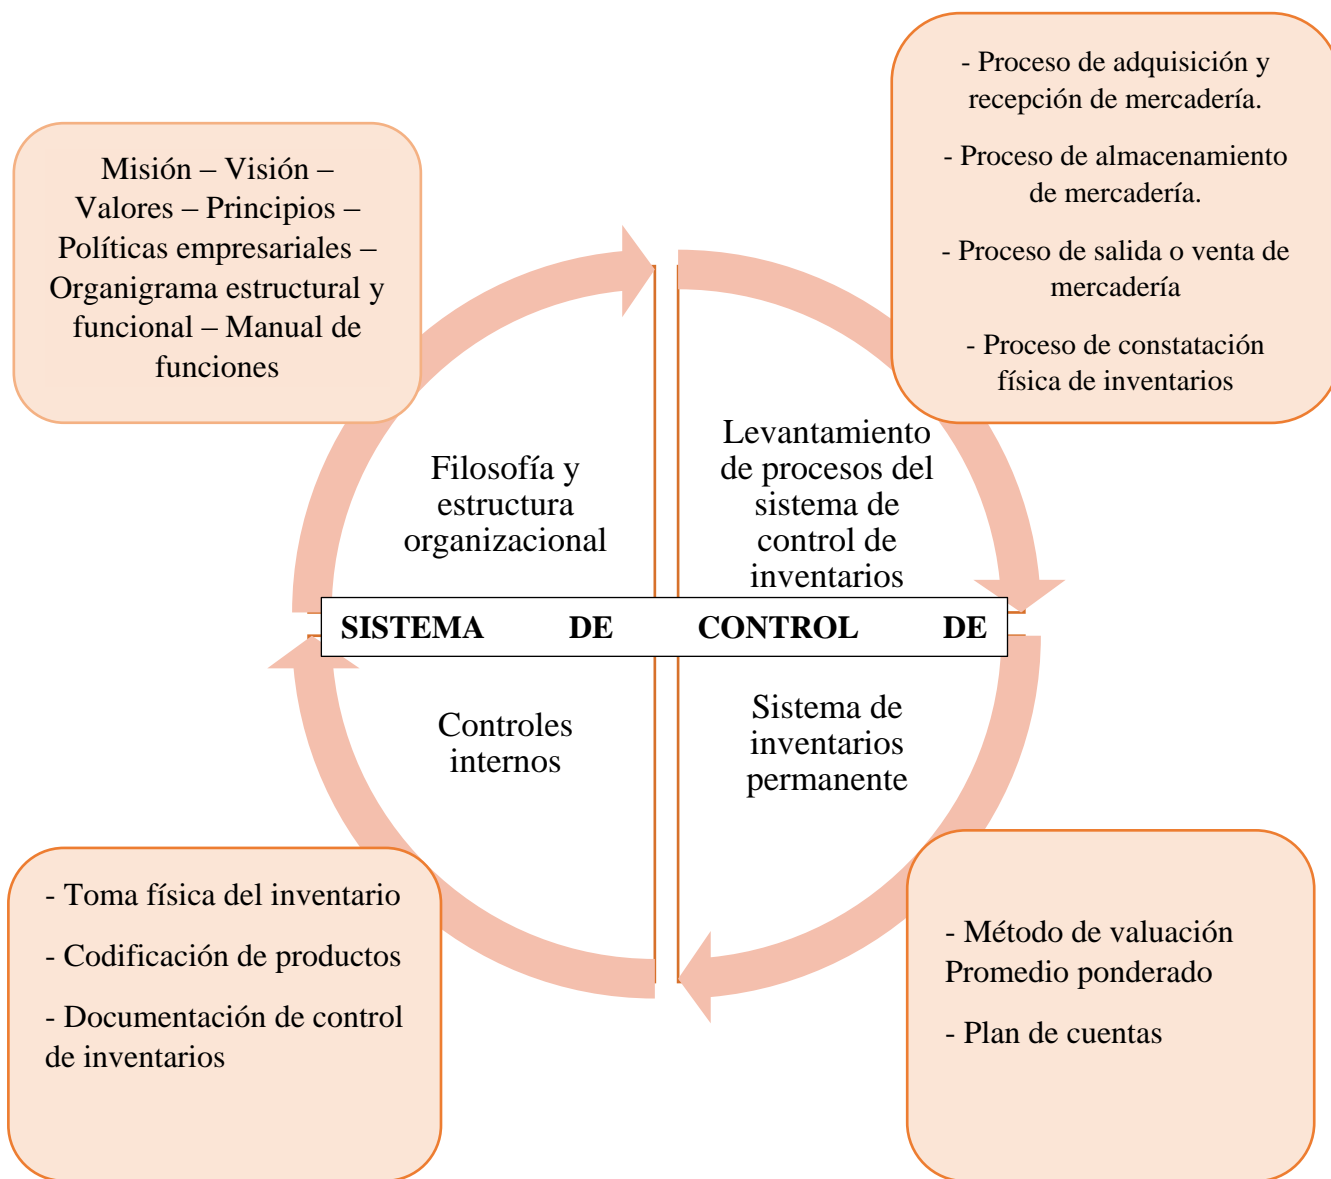 Misión – Visión –
Valores – Principios –
Políticas empresariales –
Organigrama estructural y
funcional – Manual de
funciones
- Proceso de adquisición y
recepción de mercadería.
- Proceso de almacenamiento
de mercadería.
- Proceso de salida o venta de
mercadería
- Proceso de constatación
física de inventarios
Filosofía y
estructura
organizacional
Levantamiento
de procesos del
sistema de
control de
inventarios
SISTEMA DE CONTROL DE
Controles
internos
Sistema de
inventarios
permanente
- Toma física del inventario
- Codificación de productos
- Documentación de control
de inventarios
- Método de valuación
Promedio ponderado
- Plan de cuentas